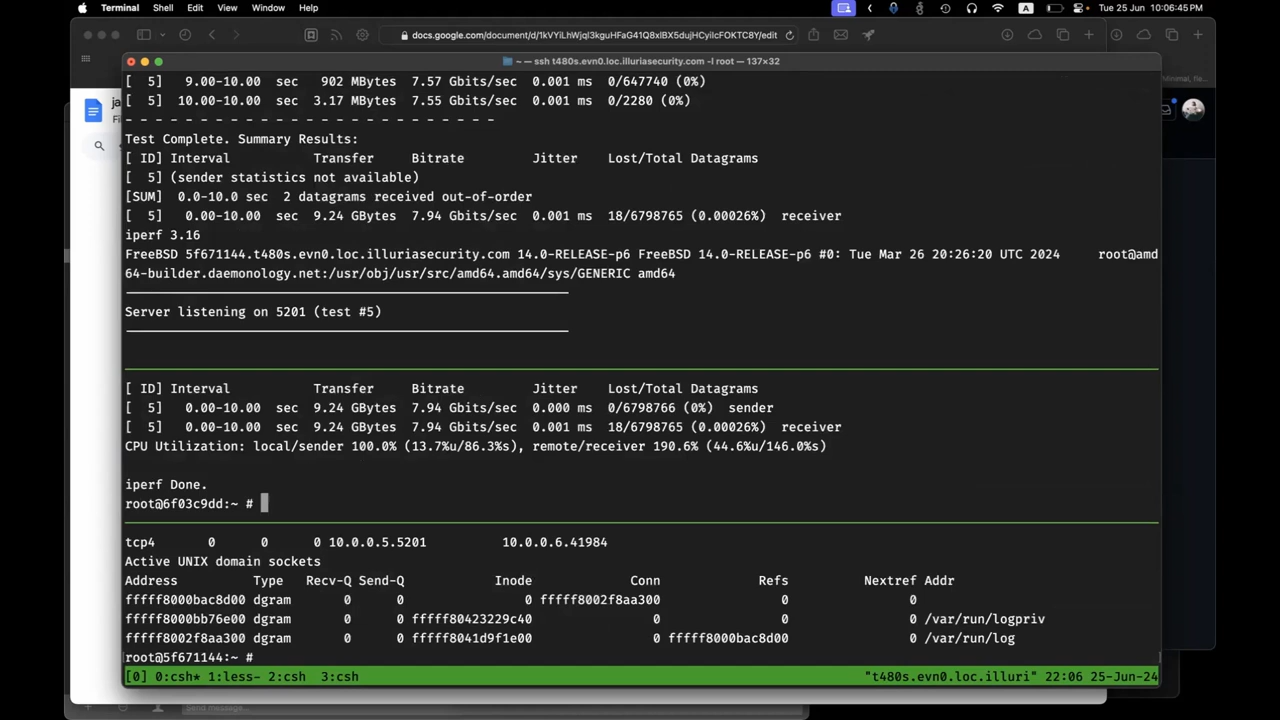 Terminal Shell Edit View Window Help A Tue 25 Jun 10:06:45 PM
docs.google.com/document/d/1kVYiLhWjql3kguHFaG41Q8xlBX5dujHCyilcFOKTC8Y/edit
~ — ssh t480s.evn0.loc.illuriasecurity.com -l root — 137×32
[  5]   9.00-10.00  sec   902 MBytes  7.57 Gbits/sec  0.001 ms  0/647740 (0%)
[  5]  10.00-10.00  sec  3.17 MBytes  7.55 Gbits/sec  0.001 ms  0/2280 (0%)
- - - - - - - - - - - - - - - - - - - - - - - - -
Test Complete. Summary Results:
[ ID] Interval           Transfer     Bitrate         Jitter    Lost/Total Datagrams
[  5] (sender statistics not available)
[SUM]  0.0-10.0 sec  2 datagrams received out-of-order
[  5]   0.00-10.00  sec  9.24 GBytes  7.94 Gbits/sec  0.001 ms  18/6798765 (0.00026%)  receiver
iperf 3.16
FreeBSD 5f671144.t480s.evn0.loc.illuriasecurity.com 14.0-RELEASE-p6 FreeBSD 14.0-RELEASE-p6 #0: Tue Mar 26 20:26:20 UTC 2024     root@amd
64-builder.daemonology.net:/usr/obj/usr/src/amd64.amd64/sys/GENERIC amd64
Server listening on 5201 (test #5)
[ ID] Interval           Transfer     Bitrate         Jitter    Lost/Total Datagrams
[  5]   0.00-10.00  sec  9.24 GBytes  7.94 Gbits/sec  0.000 ms  0/6798766 (0%)  sender
[  5]   0.00-10.00  sec  9.24 GBytes  7.94 Gbits/sec  0.001 ms  18/6798765 (0.00026%)  receiver
CPU Utilization: local/sender 100.0% (13.7%u/86.3%s), remote/receiver 190.6% (44.6%u/146.0%s)
iperf Done.
root@6f03c9dd:~ #
tcp4       0      0      0 10.0.0.5.5201          10.0.0.6.41984
Active UNIX domain sockets
Address          Type   Recv-Q Send-Q            Inode             Conn             Refs          Nextref Addr
fffff8000bac8d00 dgram       0      0                0 fffff8002f8aa300                0                0
fffff8000bb76e00 dgram       0      0 fffff80423229c40                0                0                0 /var/run/logpriv
fffff8002f8aa300 dgram       0      0 fffff8041d9f1e00                0 fffff8000bac8d00                0 /var/run/log
root@5f671144:~ #
[0] 0:csh* 1:less- 2:csh  3:csh "t480s.evn0.loc.illuri" 22:06 25-Jun-24
Send message...